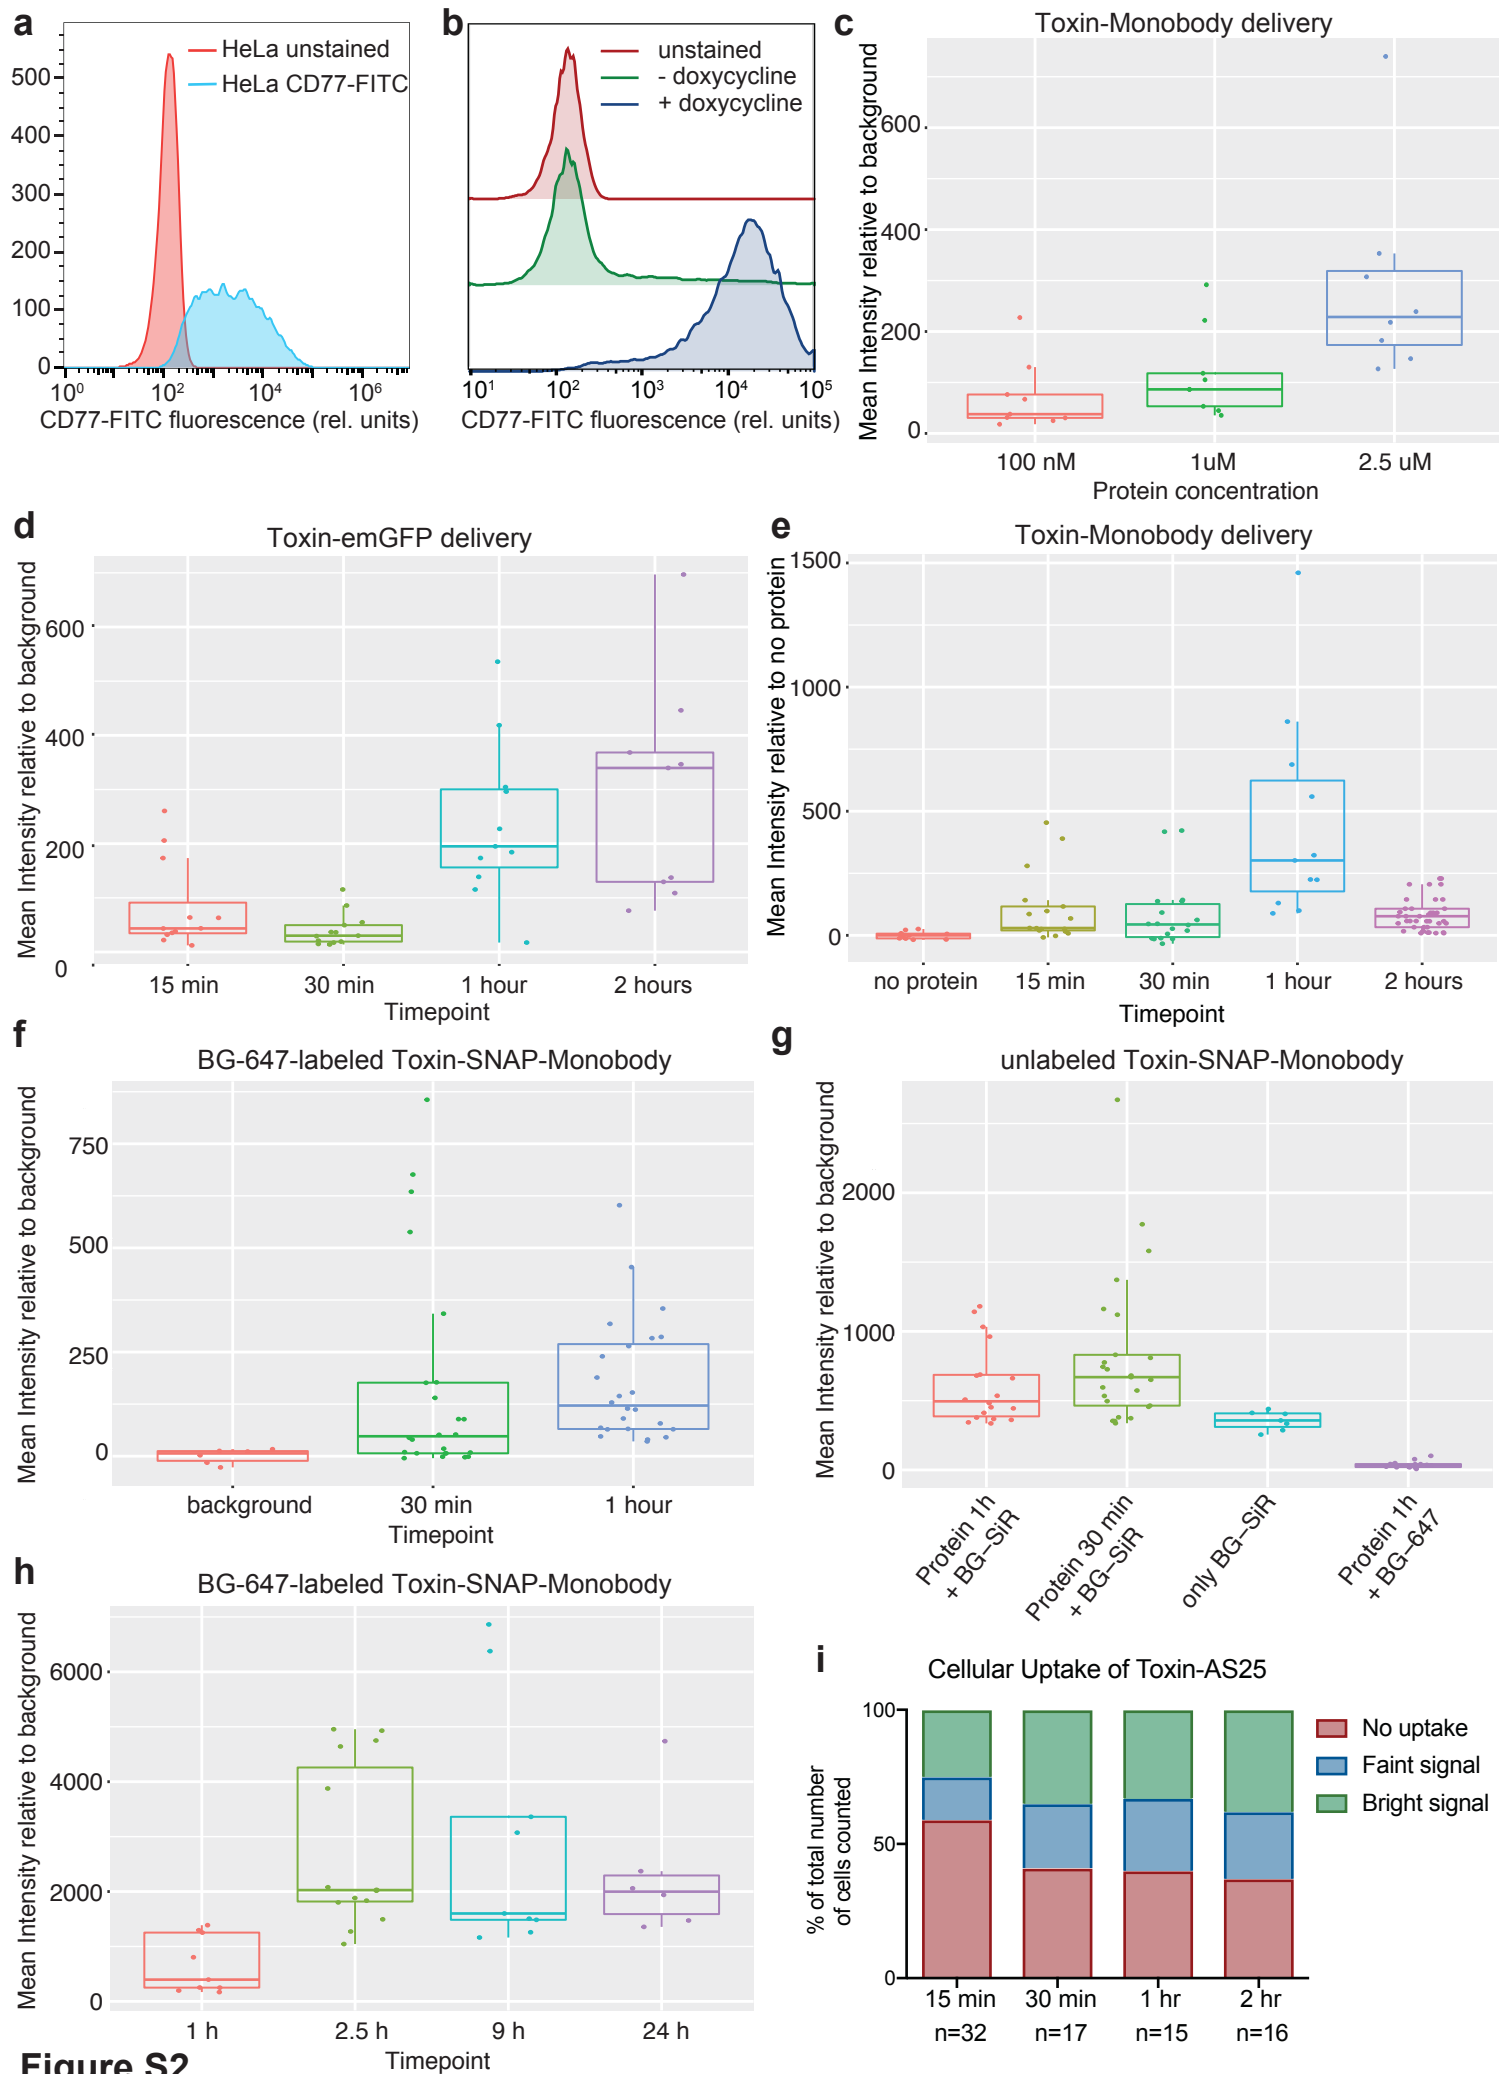 a
HeLa unstained
HeLa CD77-FITC
500
400
300
200
100
0
10⁰
10²
10⁴
10⁶
CD77-FITC fluorescence (rel. units)
b
unstained
- doxycycline
+ doxycycline
10¹
10²
10³
10⁴
10⁵
CD77-FITC fluorescence (rel. units)
c
Toxin-Monobody delivery
Mean Intensity relative to background
600
400
200
0
100 nM
1uM
2.5 uM
Protein concentration
d
Toxin-emGFP delivery
Mean Intensity relative to background
600
400
200
0
15 min
30 min
1 hour
2 hours
Timepoint
e
Toxin-Monobody delivery
Mean Intensity relative to no protein
1500
1000
500
0
no protein
15 min
30 min
1 hour
2 hours
Timepoint
f
BG-647-labeled Toxin-SNAP-Monobody
Mean Intensity relative to background
750
500
250
0
background
30 min
1 hour
Timepoint
g
unlabeled Toxin-SNAP-Monobody
Mean Intensity relative to background
2000
1000
0
Protein 1h
+ BG−SiR
Protein 30 min
+ BG−SiR
only BG−SiR
Protein 1h
+ BG−647
h
BG-647-labeled Toxin-SNAP-Monobody
Mean Intensity relative to background
6000
4000
2000
0
1 h
2.5 h
9 h
24 h
Timepoint
i
Cellular Uptake of Toxin-AS25
% of total number
of cells counted
100
50
0
No uptake
Faint signal
Bright signal
15 min
30 min
1 hr
2 hr
n=32
n=17
n=15
n=16
Figure S2